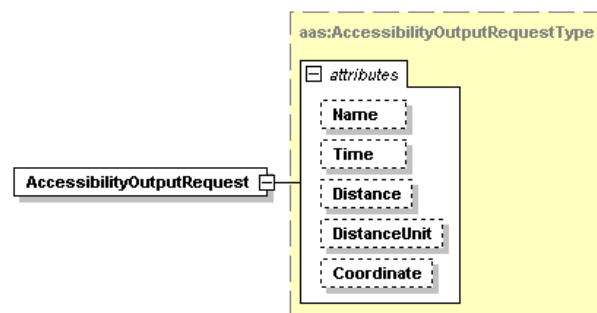 aas:AccessibilityOutputRequestType
attributes
Name
Time
AccessibilityOutputRequest
Distance
DistanceUnit
Coordinate